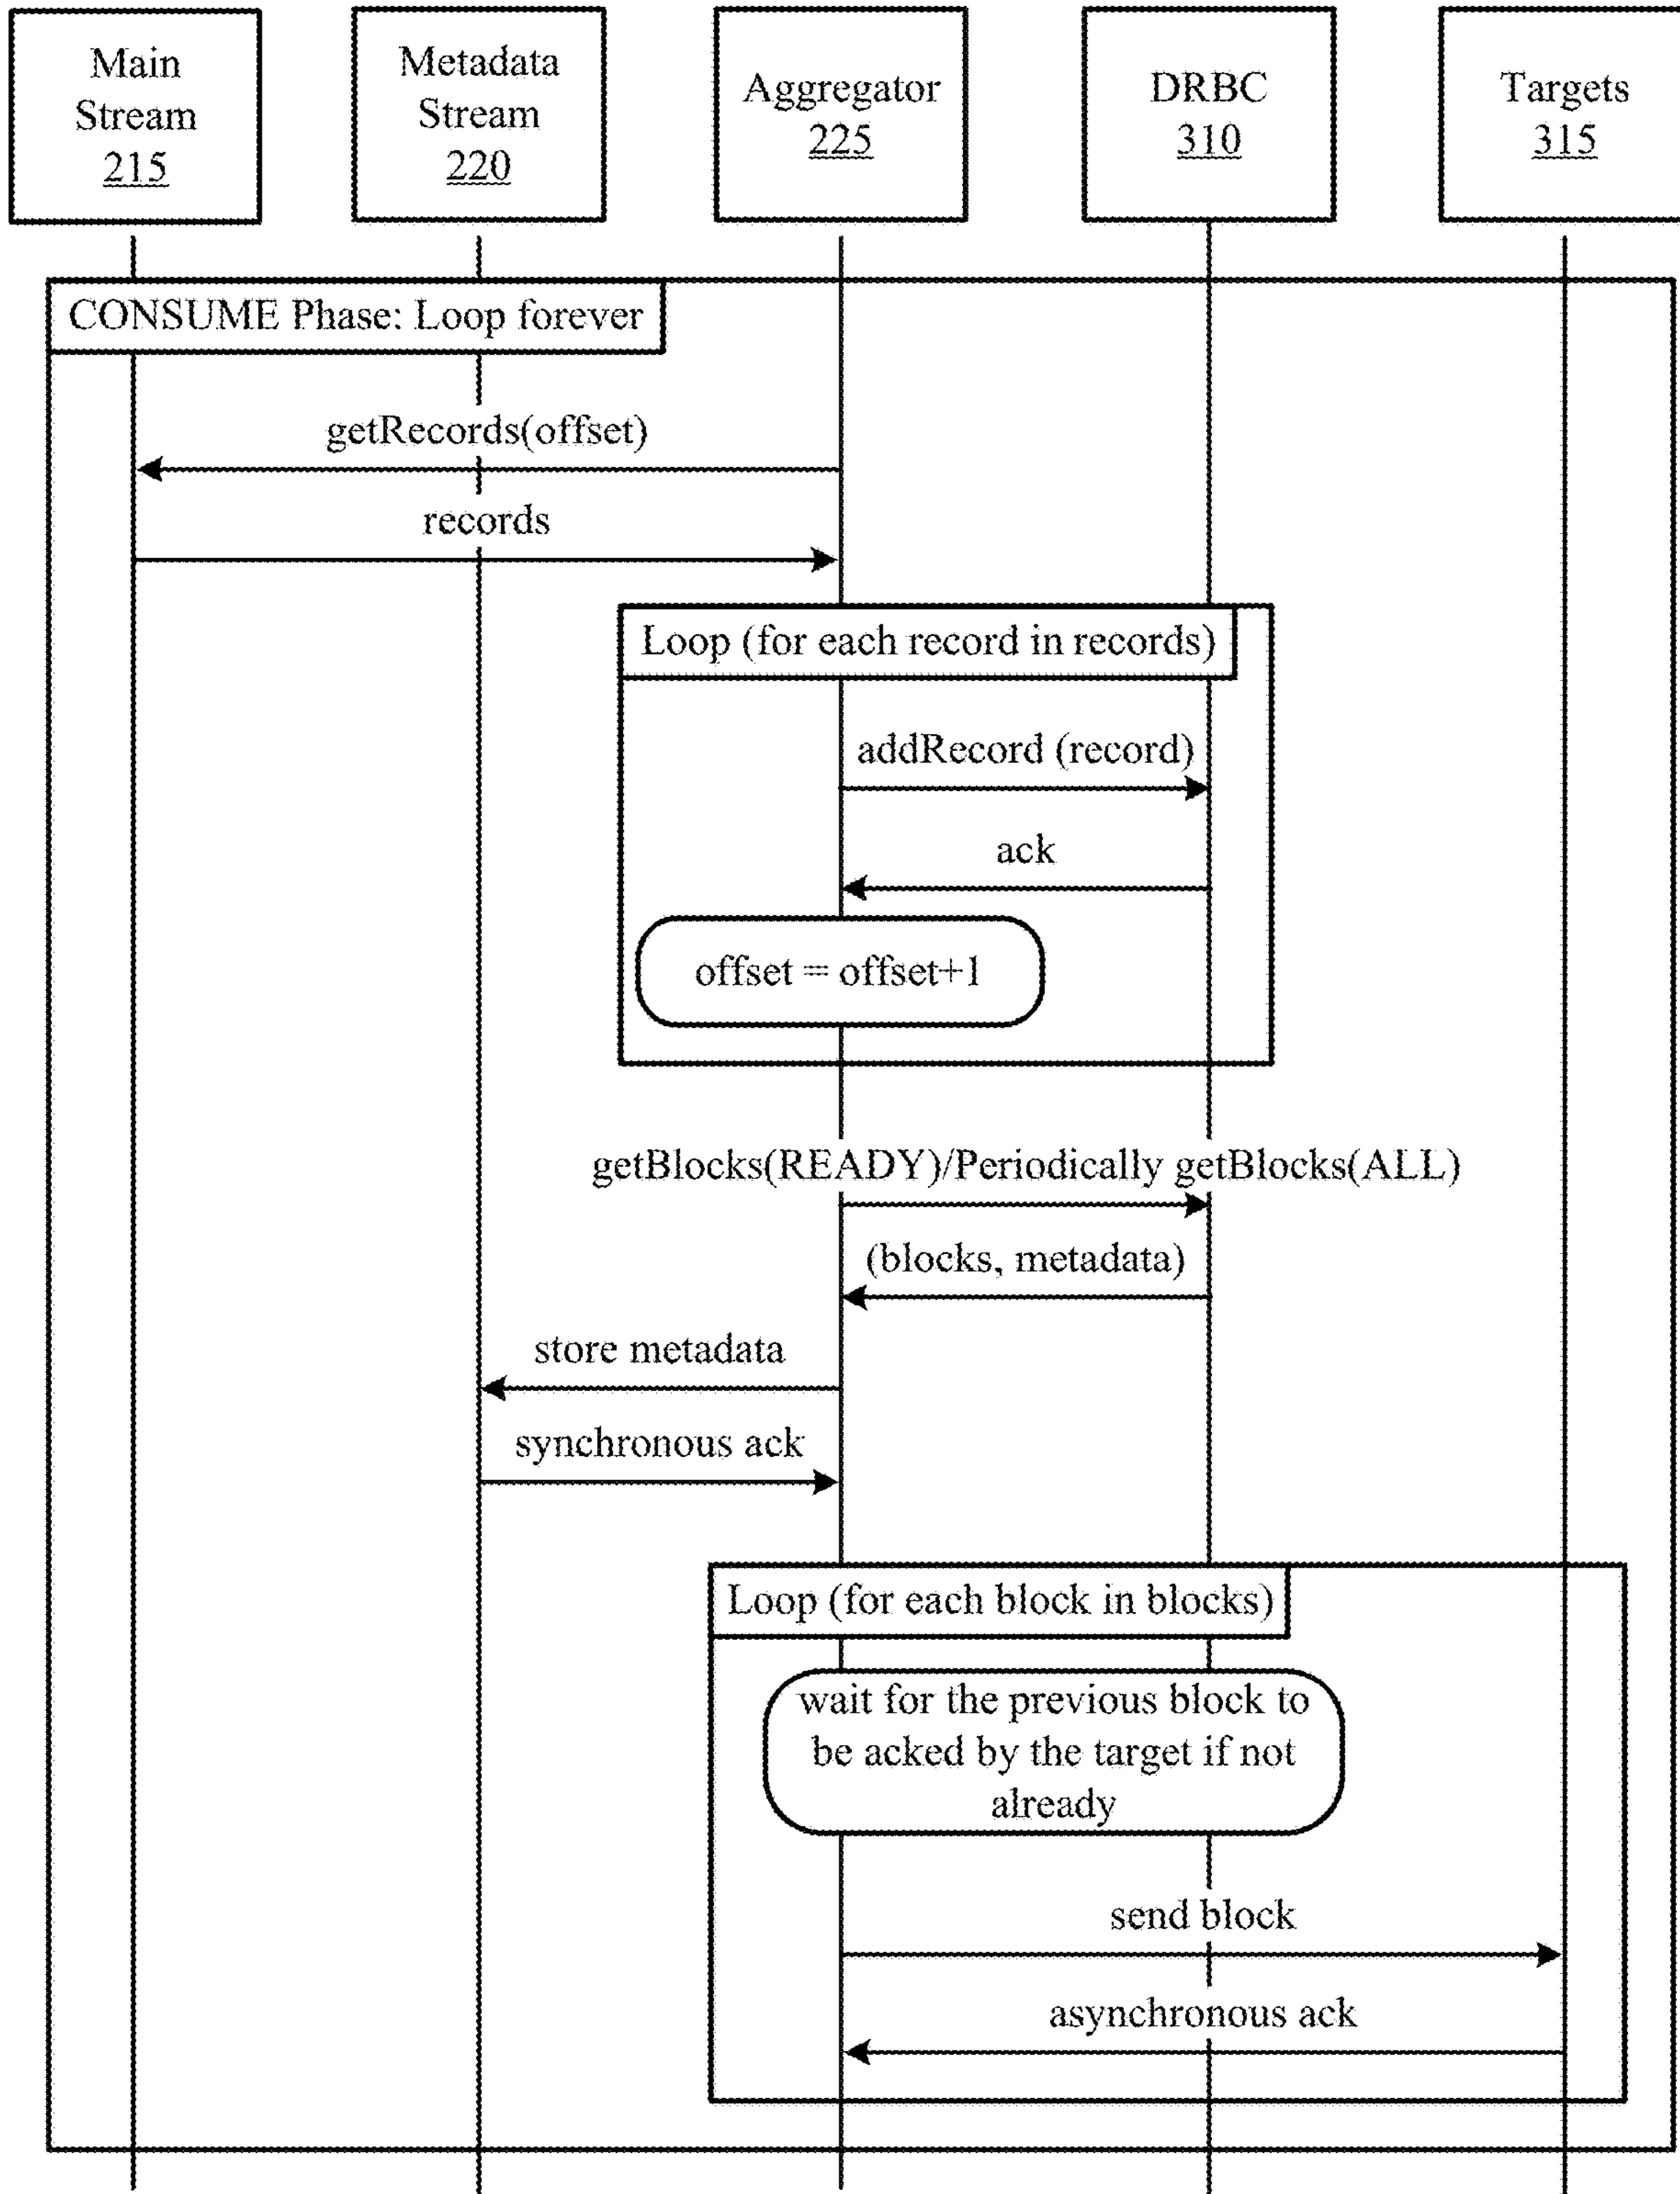 Main
Stream
215
Metadata
Stream
220
Aggregator
225
DRBC
310
Targets
315
CONSUME Phase: Loop forever
getRecords(offset)
records
Loop (for each record in records)
addRecord (record)
ack
offset = offset+1
getBlocks(READY)/Periodically getBlocks(ALL)
(blocks, metadata)
store metadata
synchronous ack
Loop (for each block in blocks)
wait for the previous block to
be acked by the target if not
already
send block
asynchronous ack